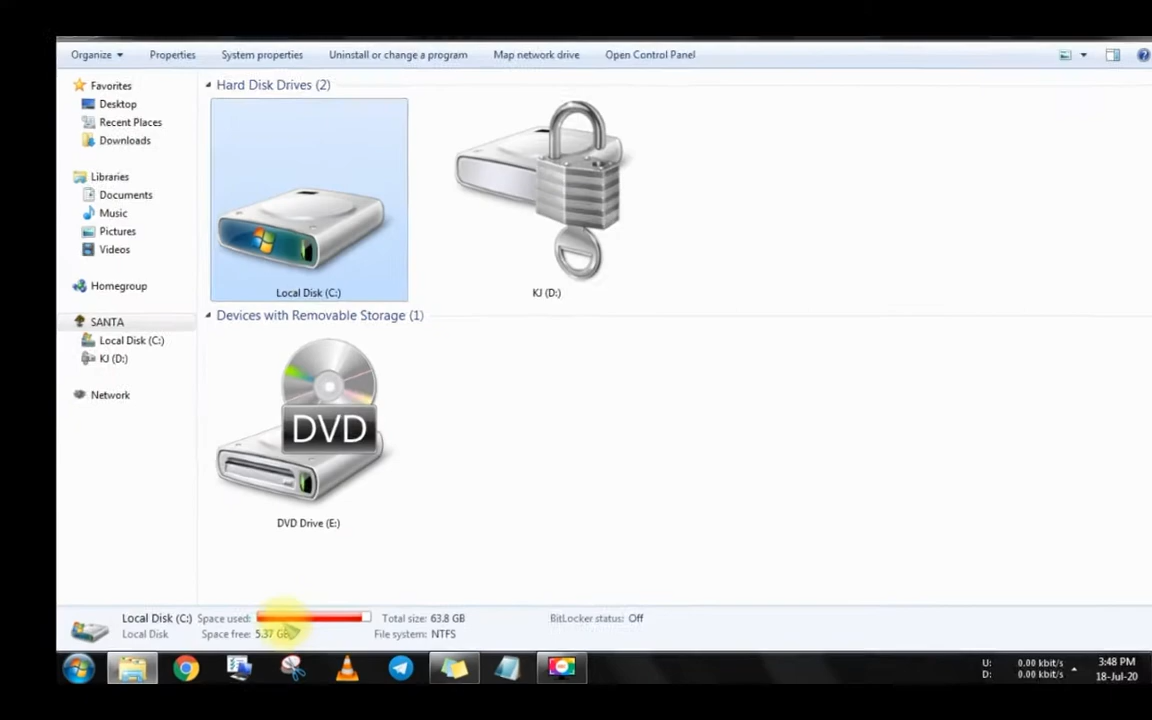 Organize Properties System properties Uninstall or change a program Map network drive Open Control Panel
Favorites
Desktop
Recent Places
Downloads
Libraries
Documents
Music
Pictures
Videos
Homegroup
SANTA
Local Disk (C:)
KJ (D:)
Network
Hard Disk Drives (2)
Local Disk (C:)
KJ (D:)
Devices with Removable Storage (1)
DVD
DVD Drive (E:)
Local Disk (C:) Space used: Total size: 63.8 GB BitLocker status: Off
Local Disk Space free: 5.37 GB File system: NTFS
U: 0.00 kbit/s
D: 0.00 kbit/s
3:48 PM
18-Jul-20